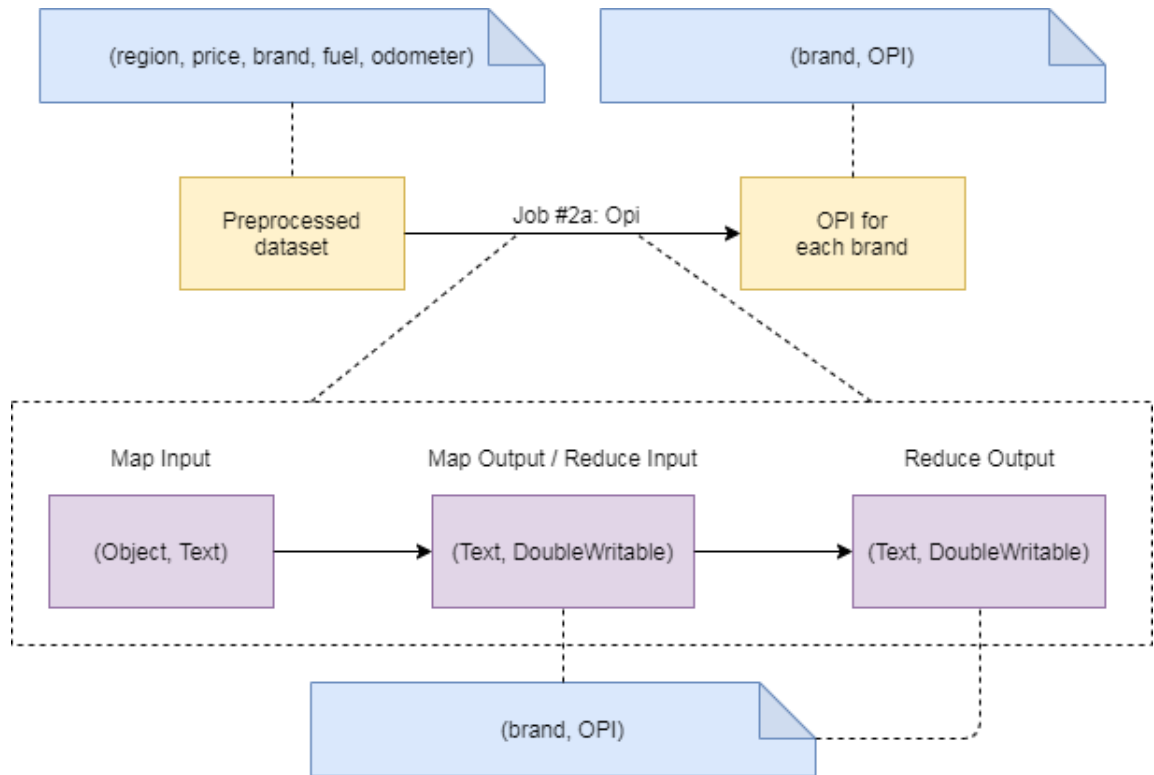 (region, price, brand, fuel, odometer)
(brand, OPI)
Preprocessed
dataset
Job #2a: Opi
OPI for
each brand
Map Input
Map Output / Reduce Input
Reduce Output
(Object, Text)
(Text, DoubleWritable)
(Text, DoubleWritable)
(brand, OPI)